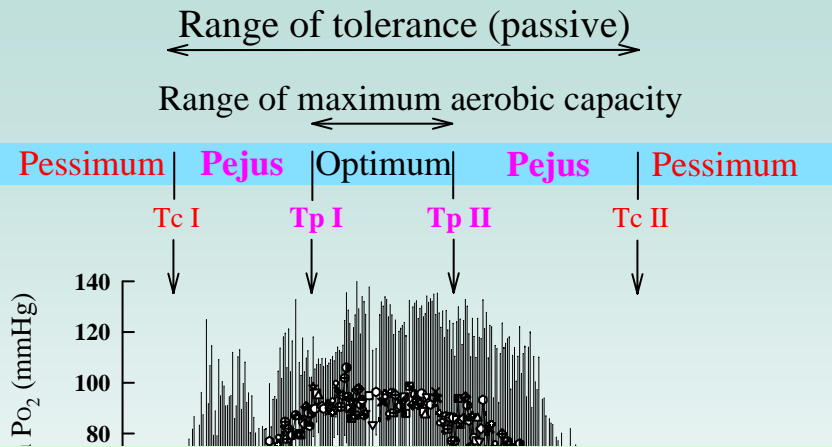 Range of tolerance (passive)
Range of maximum aerobic capacity
Pessimum Pejus Optimum Pejus Pessimum
Tc I Tp I Tp II Tc II
140
120
100
80
Po2 (mmHg)